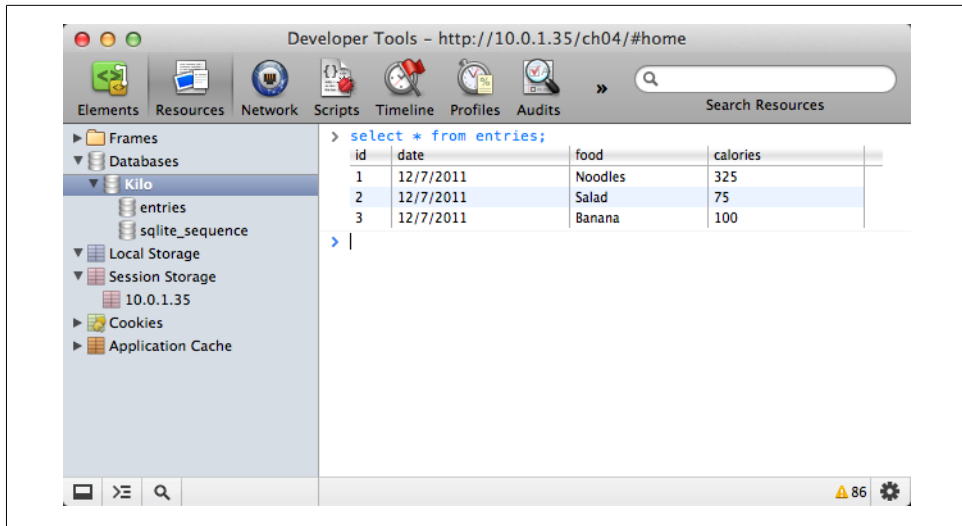 Developer Tools – http://10.0.1.35/ch04/#home
Elements Resources Network Scripts Timeline Profiles Audits »
Search Resources
Frames
Databases
Kilo
entries
sqlite_sequence
Local Storage
Session Storage
10.0.1.35
Cookies
Application Cache
> select * from entries;
id date food calories
1 12/7/2011 Noodles 325
2 12/7/2011 Salad 75
3 12/7/2011 Banana 100
>
86